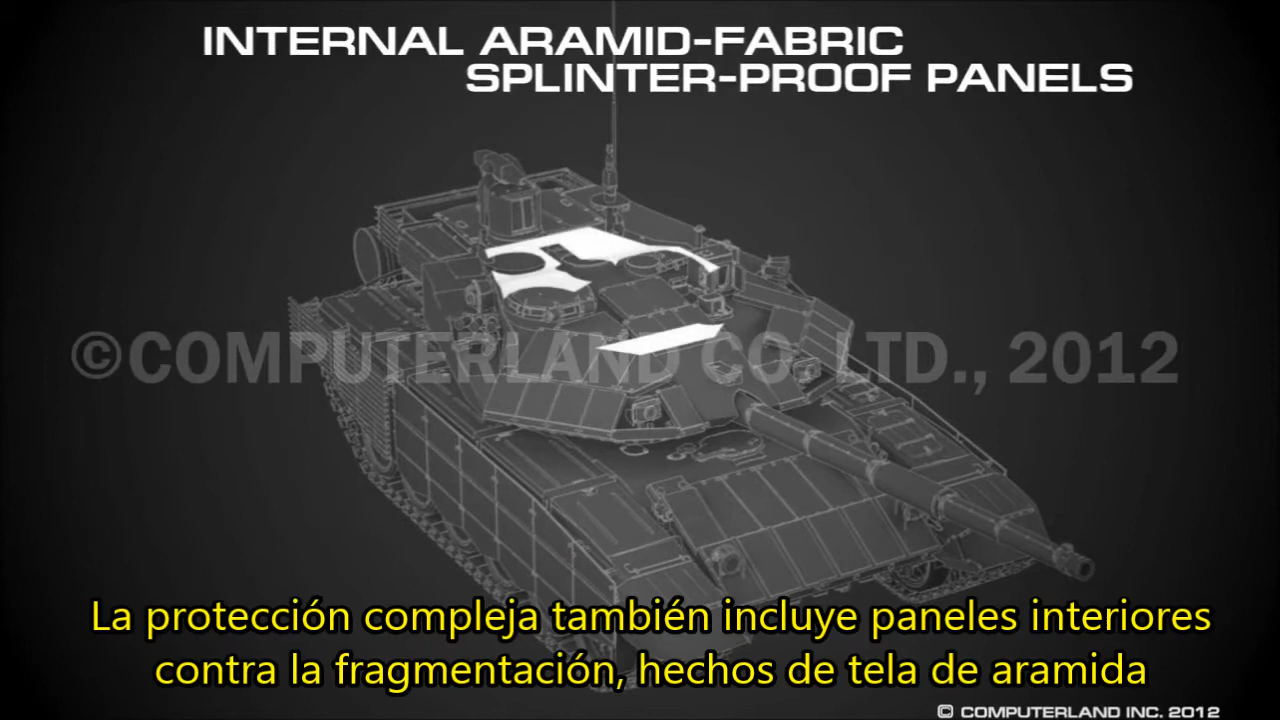 INTERNAL ARAMID-FABRIC
SPLINTER-PROOF PANELS
©COMPUTERLAND CO. LTD., 2012
La protección compleja también incluye paneles interiores
contra la fragmentación, hechos de tela de aramida
© COMPUTERLAND INC. 2012